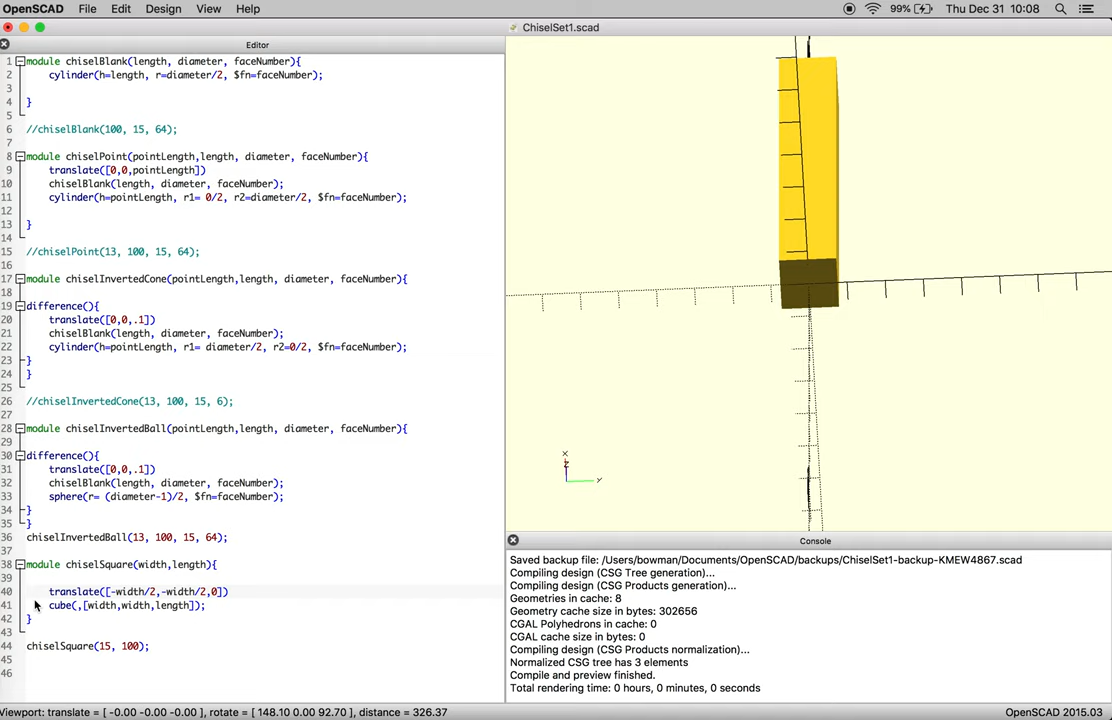 OpenSCAD File Edit Design View Help 99% Thu Dec 31 10:08
ChiselSet1.scad
Editor
1 module chiselBlank(length, diameter, faceNumber){
2 cylinder(h=length, r=diameter/2, $fn=faceNumber);
3
4 }
5
6 //chiselBlank(100, 15, 64);
7
8 module chiselPoint(pointLength,length, diameter, faceNumber){
9 translate([0,0,pointLength])
10 chiselBlank(length, diameter, faceNumber);
11 cylinder(h=pointLength, r1= 0/2, r2=diameter/2, $fn=faceNumber);
12
13 }
14
15 //chiselPoint(13, 100, 15, 64);
16
17 module chiselInvertedCone(pointLength,length, diameter, faceNumber){
18
19 difference(){
20 translate([0,0,.1])
21 chiselBlank(length, diameter, faceNumber);
22 cylinder(h=pointLength, r1= diameter/2, r2=0/2, $fn=faceNumber);
23 }
24 }
25
26 //chiselInvertedCone(13, 100, 15, 6);
27
28 module chiselInvertedBall(pointLength,length, diameter, faceNumber){
29
30 difference(){
31 translate([0,0,.1])
32 chiselBlank(length, diameter, faceNumber);
33 sphere(r= (diameter-1)/2, $fn=faceNumber);
34 }
35 }
36 chiselInvertedBall(13, 100, 15, 64);
37
38 module chiselSquare(width,length){
39
40 translate([-width/2,-width/2,0])
41 cube(,[width,width,length]);
42 }
43
44 chiselSquare(15, 100);
45
46
X
Z
Y
Console
Saved backup file: /Users/bowman/Documents/OpenSCAD/backups/ChiselSet1-backup-KMEW4867.scad
Compiling design (CSG Tree generation)...
Compiling design (CSG Products generation)...
Geometries in cache: 8
Geometry cache size in bytes: 302656
CGAL Polyhedrons in cache: 0
CGAL cache size in bytes: 0
Compiling design (CSG Products normalization)...
Normalized CSG tree has 3 elements
Compile and preview finished.
Total rendering time: 0 hours, 0 minutes, 0 seconds
Viewport: translate = [ -0.00 -0.00 -0.00 ], rotate = [ 148.10 0.00 92.70 ], distance = 326.37 OpenSCAD 2015.03